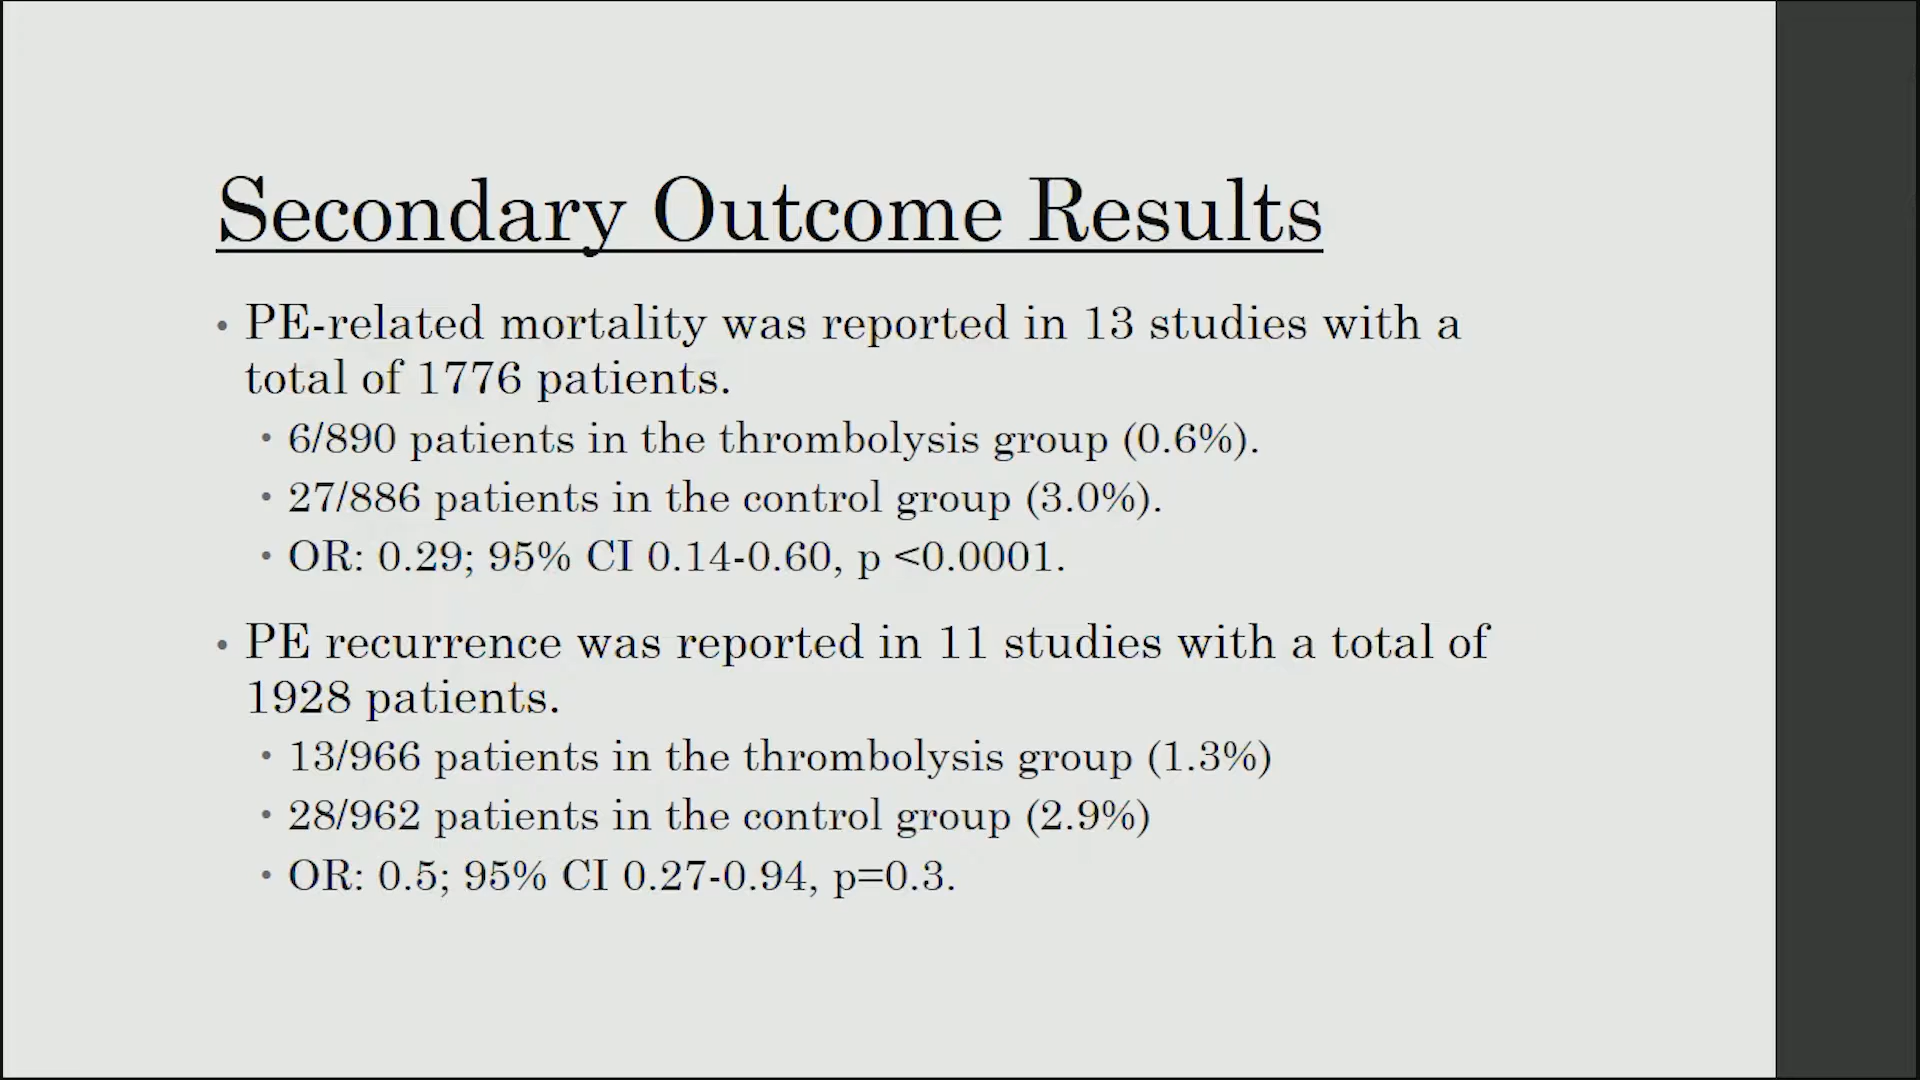 Secondary Outcome Results
• PE-related mortality was reported in 13 studies with a
total of 1776 patients.
• 6/890 patients in the thrombolysis group (0.6%).
• 27/886 patients in the control group (3.0%).
• OR: 0.29; 95% CI 0.14-0.60, p <0.0001.
• PE recurrence was reported in 11 studies with a total of
1928 patients.
• 13/966 patients in the thrombolysis group (1.3%)
• 28/962 patients in the control group (2.9%)
• OR: 0.5; 95% CI 0.27-0.94, p=0.3.